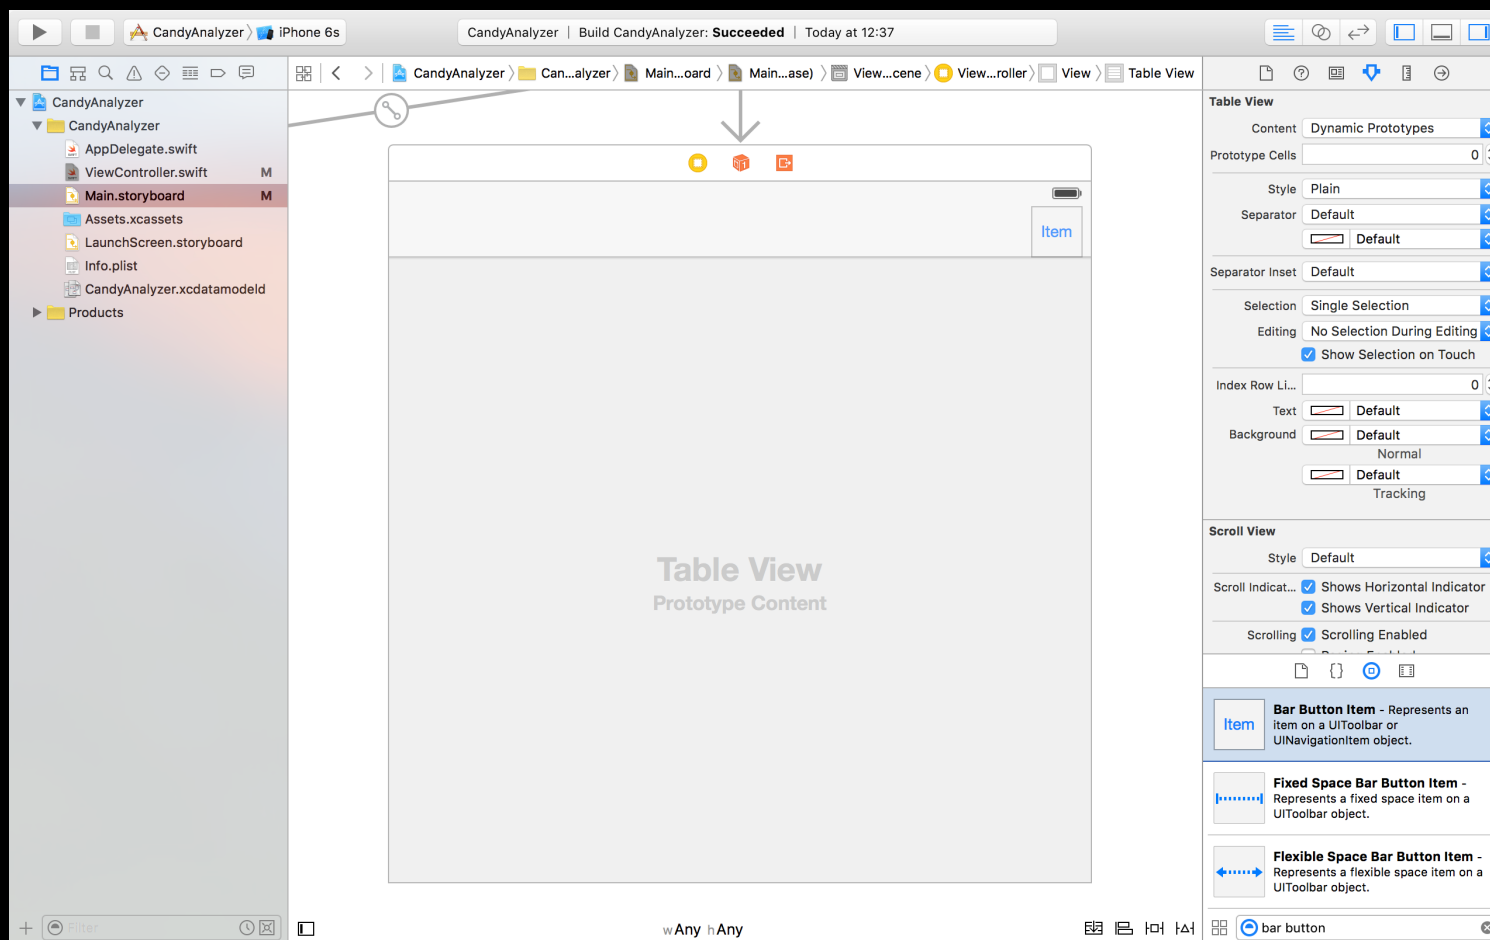 CandyAnalyzer
iPhone 6s
CandyAnalyzer | Build CandyAnalyzer: Succeeded | Today at 12:37
CandyAnalyzer
Can...alyzer
Main...oard
Main...ase)
View...cene
View...roller
View
Table View
CandyAnalyzer
CandyAnalyzer
AppDelegate.swift
ViewController.swift M
Main.storyboard M
Assets.xcassets
LaunchScreen.storyboard
Info.plist
CandyAnalyzer.xcdatamodeld
Products
Filter
Item
Table View
Prototype Content
wAny hAny
Table View
Content Dynamic Prototypes
Prototype Cells 0
Style Plain
Separator Default
Default
Separator Inset Default
Selection Single Selection
Editing No Selection During Editing
Show Selection on Touch
Index Row Li... 0
Text Default
Background Default
Normal
Default
Tracking
Scroll View
Style Default
Scroll Indicat... Shows Horizontal Indicator
Shows Vertical Indicator
Scrolling Scrolling Enabled
Item
Bar Button Item - Represents an
item on a UIToolbar or
UINavigationItem object.
Fixed Space Bar Button Item -
Represents a fixed space item on a
UIToolbar object.
Flexible Space Bar Button Item -
Represents a flexible space item on a
UIToolbar object.
bar button